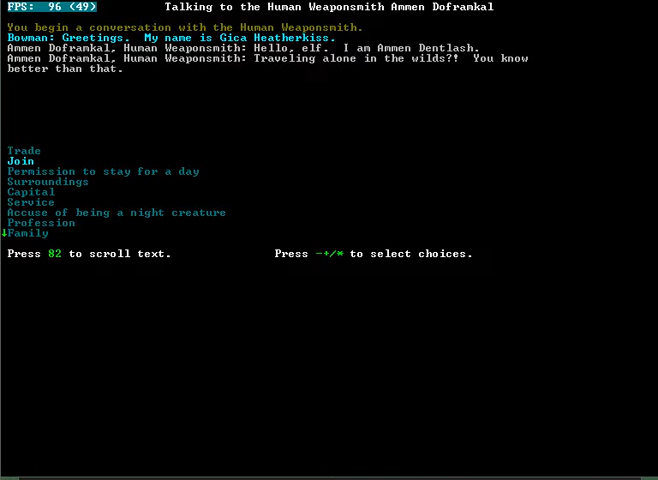 FPS:  96 (49)
Talking to the Human Weaponsmith Ammen Doframkal
You begin a conversation with the Human Weaponsmith.
Bowman: Greetings.  My name is Gica Heatherkiss.
Ammen Doframkal, Human Weaponsmith: Hello, elf.  I am Ammen Dentlash.
Ammen Doframkal, Human Weaponsmith: Traveling alone in the wilds?!  You know
better than that.
Trade
Join
Permission to stay for a day
Surroundings
Capital
Service
Accuse of being a night creature
Profession
↓Family
Press 82 to scroll text.
Press -+/* to select choices.